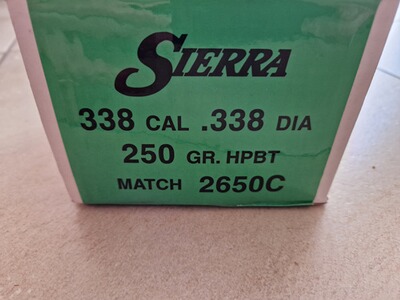 SIERRA
338 CAL .338 DIA
250 GR. HPBT
MATCH 2650C